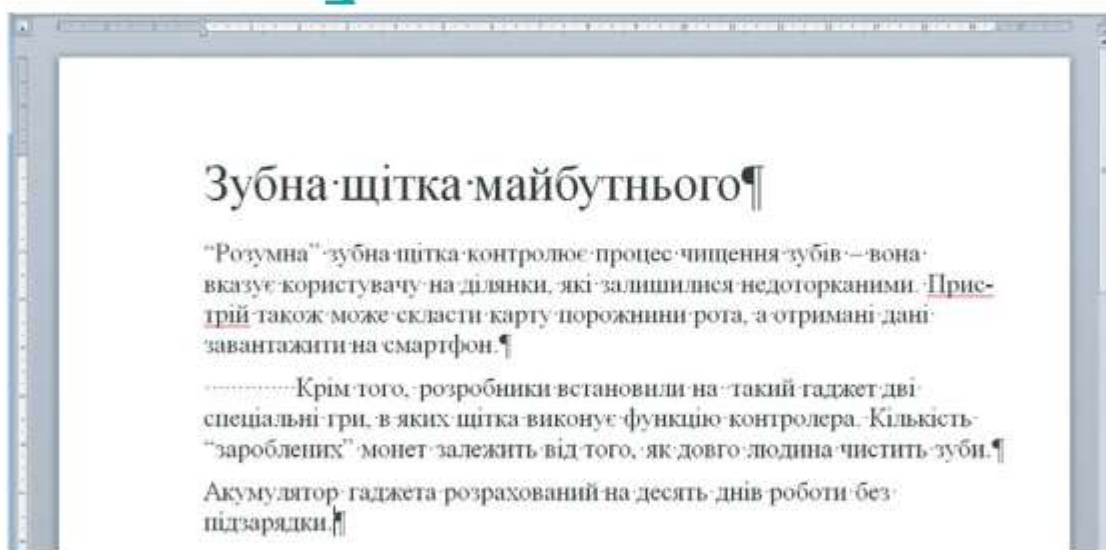 Зубна·щітка·майбутнього¶
“Розумна”·зубна·щітка·контролює·процес·чищення·зубів·–·вона·
вказує·користувачу·на·ділянки,·які·залишилися·недоторканими.·Прис-
трій·також·може·скласти·карту·порожнини·рота,·а·отримані·дані·
завантажити·на·смартфон.¶
············Крім·того,·розробники·встановили·на··такий·гаджет·дві·
спеціальні·ігри,·в·яких·щітка·виконує·функцію·контролера.·Кількість·
“зароблених”·монет·залежить·від·того,·як·довго·людина·чистить·зуби.¶
Акумулятор·гаджета·розрахований·на·десять·днів·роботи·без·
підзарядки.¶